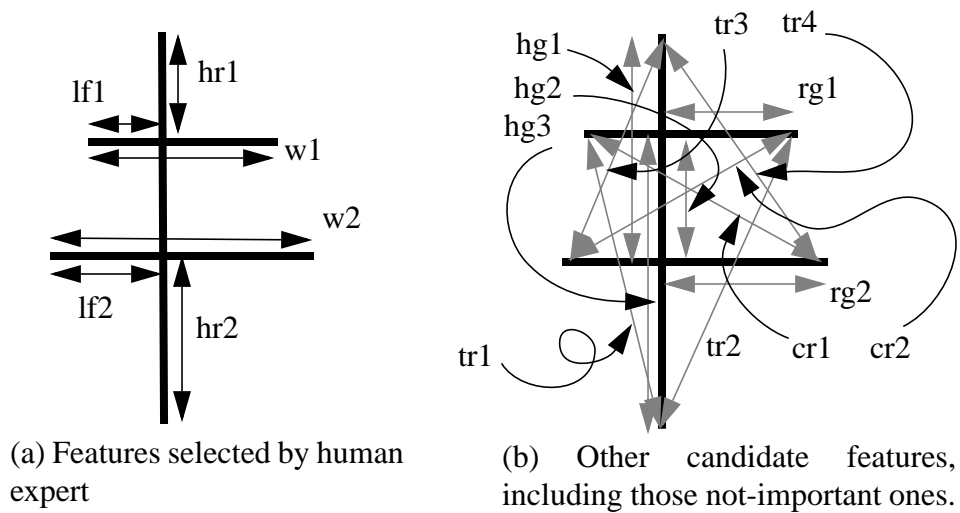 hr1
lf1
w1
w2
lf2
hr2
(a) Features selected by human
expert
tr3
tr4
hg1
hg2
rg1
hg3
rg2
tr1
tr2
cr1
cr2
(b) Other candidate features,
including those not-important ones.